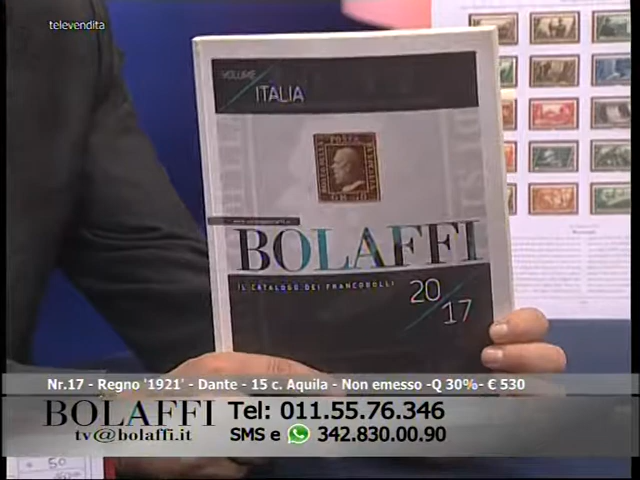 televendita
VOLUME
ITALIA
BOLAFFI
IL CATALOGO DEI FRANCOBOLLI
20
17
Nr.17 - Regno '1921' - Dante - 15 c. Aquila - Non emesso -Q 30%- € 530
BOLAFFI
tv@bolaffi.it
Tel: 011.55.76.346
SMS e 342.830.00.90
50